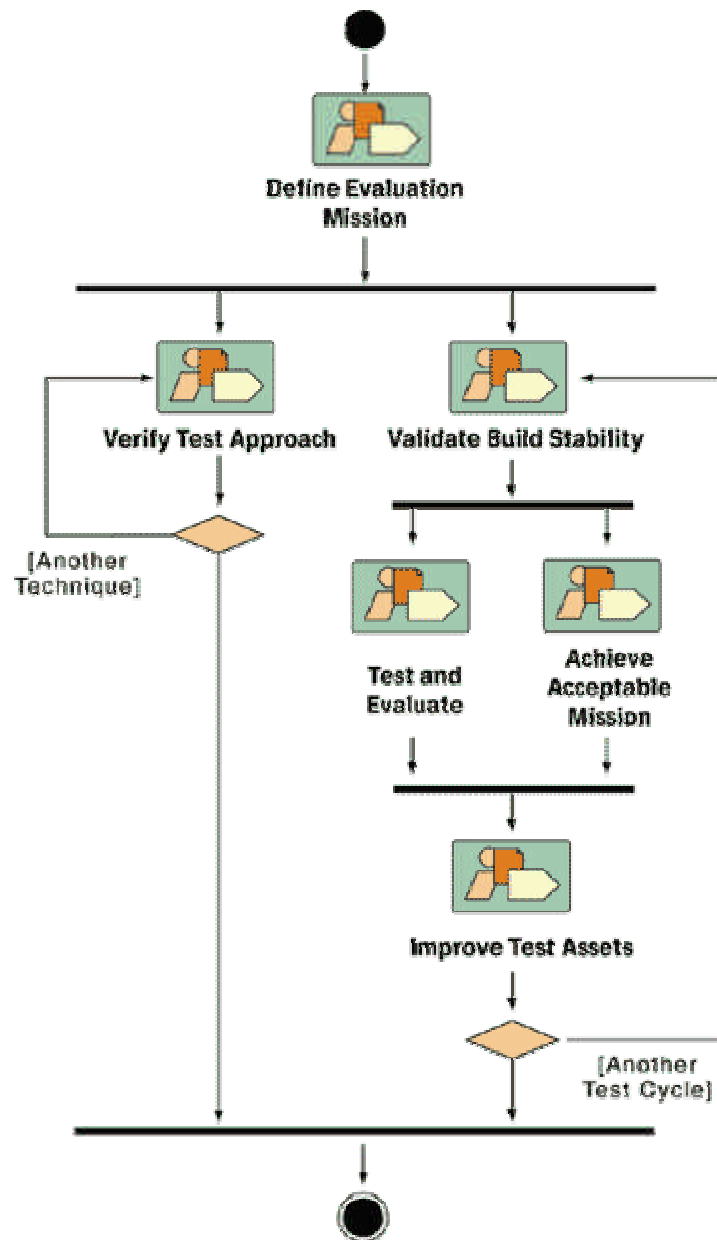 Define Evaluation
Mission
Verify Test Approach
Validate Build Stability
[Another
Technique]
Test and
Evaluate
Achieve
Acceptable
Mission
Improve Test Assets
[Another
Test Cycle]